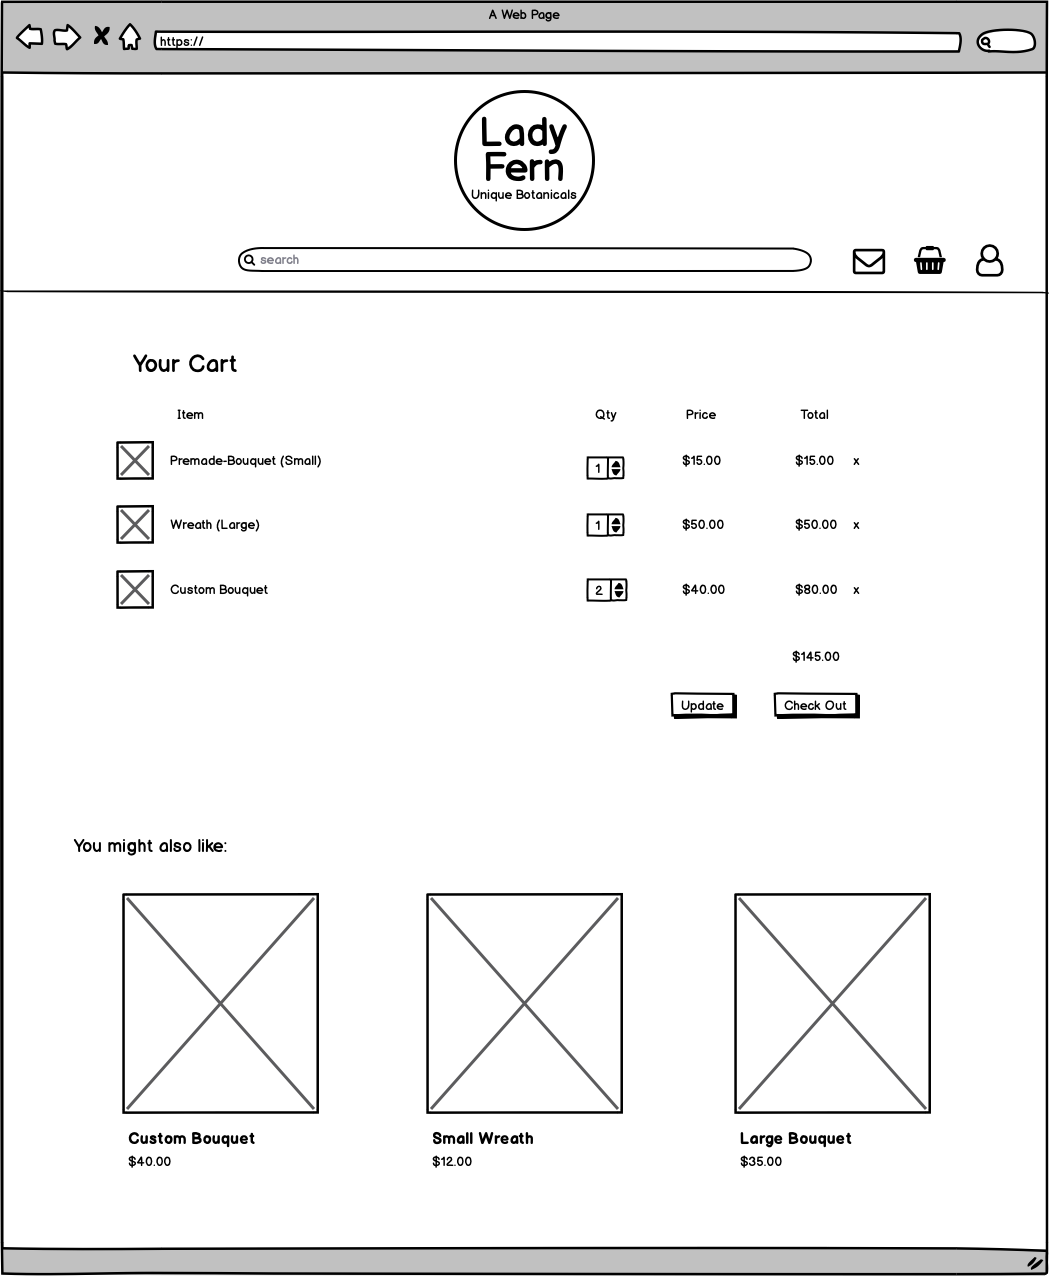 A Web Page
https://
Lady
Fern
Unique Botanicals
search
Your Cart
Item Qty Price Total
Premade-Bouquet (Small) 1 $15.00 $15.00 x
Wreath (Large) 1 $50.00 $50.00 x
Custom Bouquet 2 $40.00 $80.00 x
$145.00
Update Check Out
You might also like:
Custom Bouquet Small Wreath Large Bouquet
$40.00 $12.00 $35.00